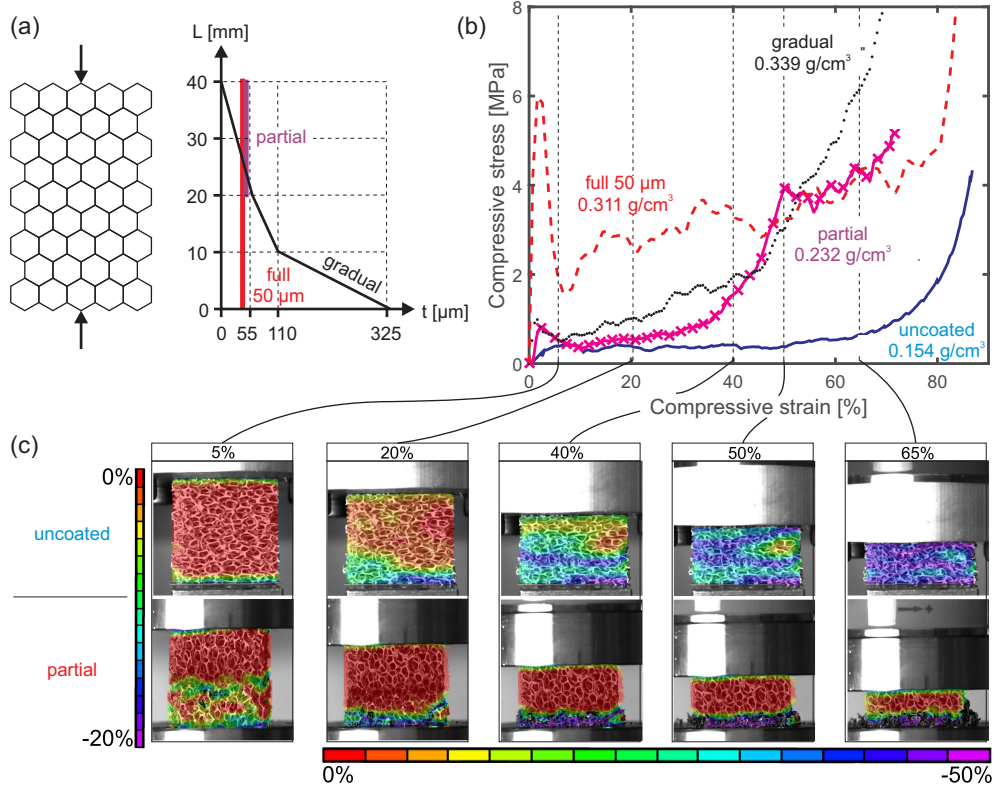 (a)
L [mm]
40
30
20
10
0
partial
full
50 µm
gradual
0
55
110
325
t [µm]
(b)
Compressive stress [MPa]
8
6
4
2
0
gradual
0.339 g/cm³ "
full 50 µm
0.311 g/cm³
partial
0.232 g/cm³
uncoated
0.154 g/cm³
0
20
40
60
80
Compressive strain [%]
(c)
5%
20%
40%
50%
65%
0%
uncoated
partial
-20%
0%
-50%